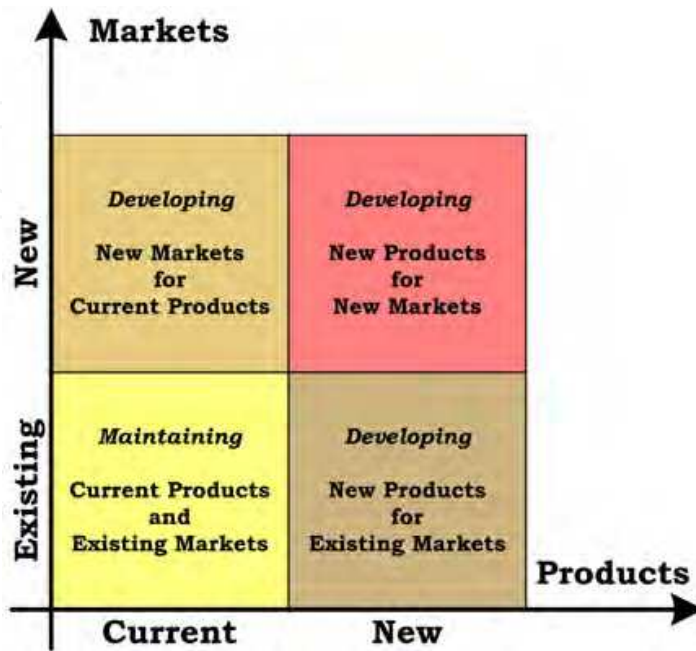 Markets
New
Developing
New Markets
for
Current Products
Developing
New Products
for
New Markets
Existing
Maintaining
Current Products
and
Existing Markets
Developing
New Products
for
Existing Markets
Products
Current
New